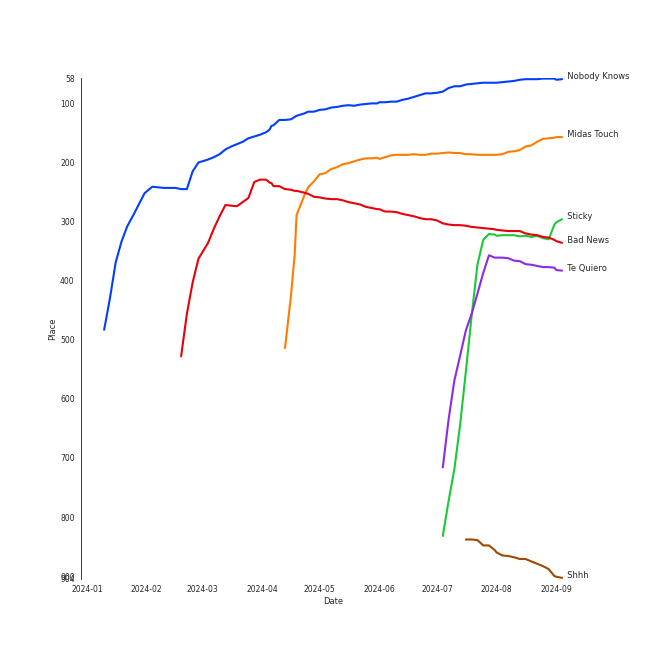 58
Nobody Knows
100
Midas Touch
200
Sticky
300
Bad News
Te Quiero
400
Place
500
600
700
800
Shhh
900
904
2024-01
2024-02
2024-03
2024-04
2024-05
2024-06
2024-07
2024-08
2024-09
Date